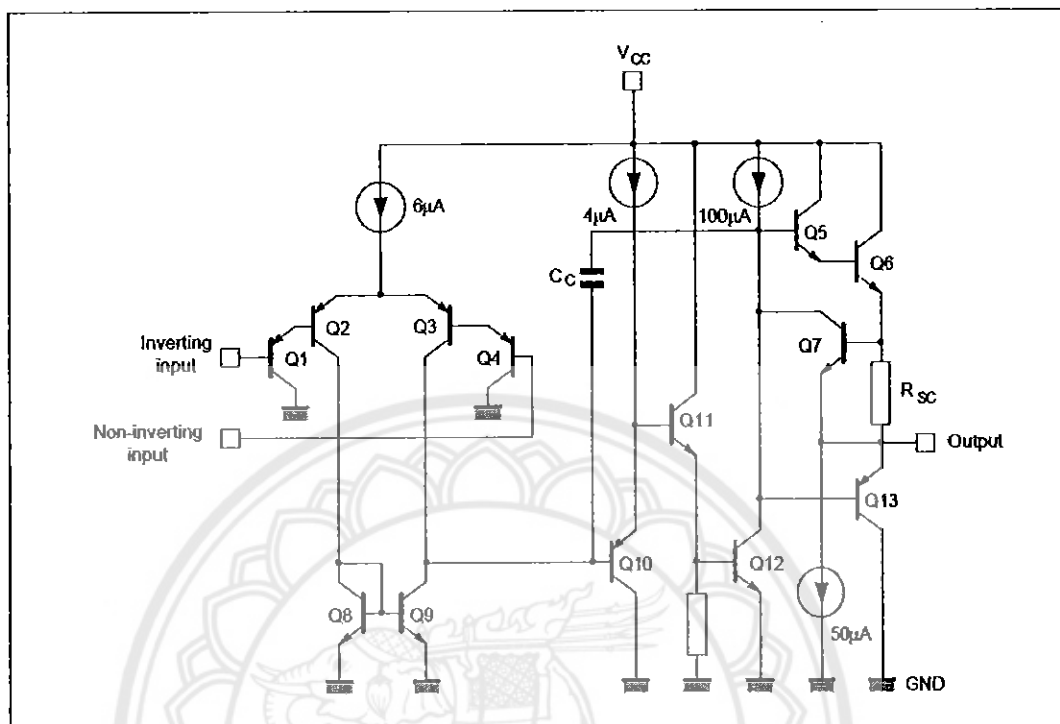 V_CC
6µA
4µA
100µA
Q5
Q6
C_C
Q2
Q3
Q7
Inverting
input
Q1
Q4
R_SC
Q11
Non-inverting
input
Output
Q13
Q10
Q12
Q8
Q9
50µA
GND